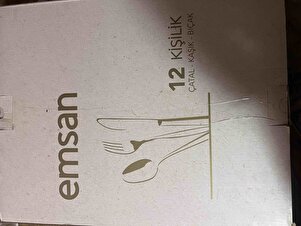 emsan
12 KİŞİLİK
ÇATAL - KAŞIK - BIÇAK